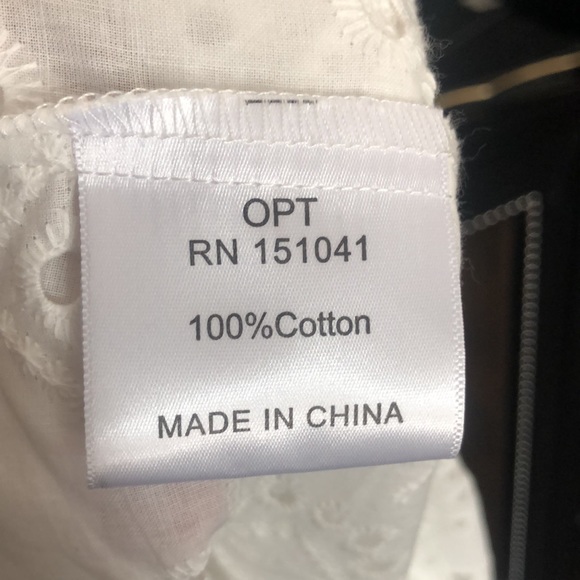 OPT
RN 151041
100%Cotton
MADE IN CHINA